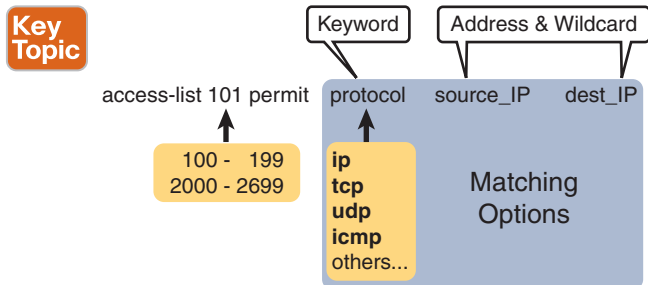 Key
Topic
Keyword
Address & Wildcard
access-list 101 permit protocol source_IP dest_IP
100 - 199
2000 - 2699
ip
tcp
udp
icmp
others...
Matching
Options